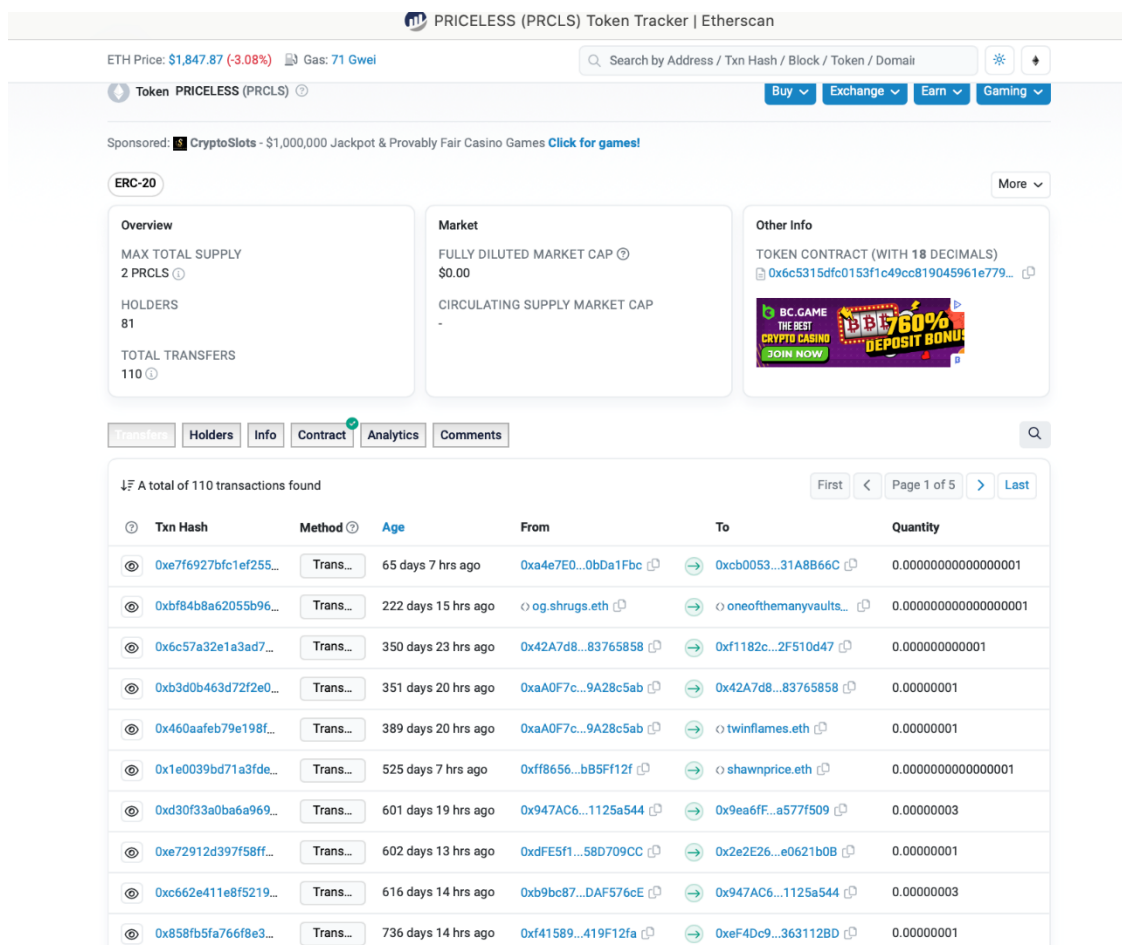 PRICELESS (PRCLS) Token Tracker | Etherscan
ETH Price: $1,847.87 (-3.08%) Gas: 71 Gwei
Search by Address / Txn Hash / Block / Token / Domain
Token PRICELESS (PRCLS)
Buy Exchange Earn Gaming
Sponsored: CryptoSlots - $1,000,000 Jackpot & Provably Fair Casino Games Click for games!
ERC-20
More
Overview
MAX TOTAL SUPPLY
2 PRCLS
HOLDERS
81
TOTAL TRANSFERS
110
Market
FULLY DILUTED MARKET CAP
$0.00
CIRCULATING SUPPLY MARKET CAP
-
Other Info
TOKEN CONTRACT (WITH 18 DECIMALS)
0x6c5315dfc0153f1c49cc819045961e779...
BC.GAME
THE BEST
CRYPTO CASINO
JOIN NOW
760%
DEPOSIT BONUS
Transfers Holders Info Contract Analytics Comments
A total of 110 transactions found
First Page 1 of 5 Last
Txn Hash Method Age From To Quantity
0xe7f6927bfc1ef255... Trans... 65 days 7 hrs ago 0xa4e7E0...0bDa1Fbc 0xcb0053...31A8B66C 0.00000000000000001
0xbf84b8a62055b96... Trans... 222 days 15 hrs ago og.shrugs.eth oneofthemanyvaults... 0.000000000000000001
0x6c57a32e1a3ad7... Trans... 350 days 23 hrs ago 0x42A7d8...83765858 0xf1182c...2F510d47 0.000000000001
0xb3d0b463d72f2e0... Trans... 351 days 20 hrs ago 0xaA0F7c...9A28c5ab 0x42A7d8...83765858 0.00000001
0x460aafeb79e198f... Trans... 389 days 20 hrs ago 0xaA0F7c...9A28c5ab twinflames.eth 0.00000001
0x1e0039bd71a3fde... Trans... 525 days 7 hrs ago 0xff8656...bB5Ff12f shawnprice.eth 0.0000000000000001
0xd30f33a0ba6a969... Trans... 601 days 19 hrs ago 0x947AC6...1125a544 0x9ea6fF...a577f509 0.00000003
0xe72912d397f58ff... Trans... 602 days 13 hrs ago 0xdFE5f1...58D709CC 0x2e2E26...e0621b0B 0.00000001
0xc662e411e8f5219... Trans... 616 days 14 hrs ago 0xb9bc87...DAF576cE 0x947AC6...1125a544 0.00000003
0x858fb5fa766f8e3... Trans... 736 days 14 hrs ago 0xf41589...419F12fa 0xeF4Dc9...363112BD 0.00000001